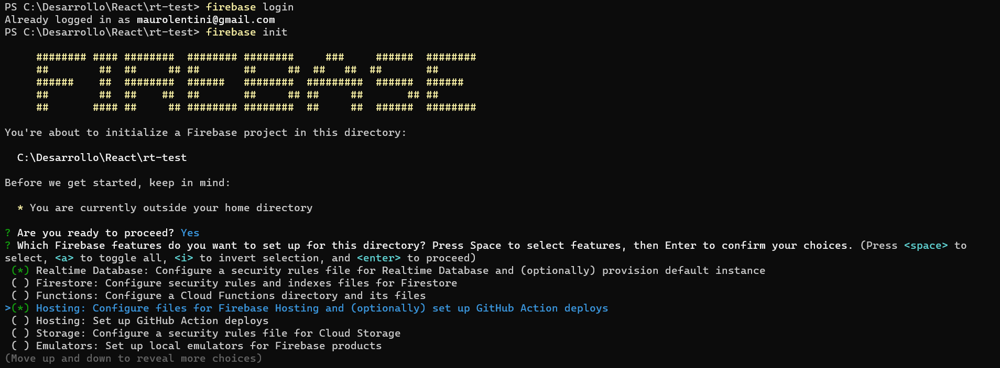 PS C:\Desarrollo\React\rt-test> firebase login
Already logged in as maurolentini@gmail.com
PS C:\Desarrollo\React\rt-test> firebase init
     ######## #### ########  ######## ########     ###     ######  ########
     ##        ##  ##     ## ##       ##     ##  ##   ##  ##       ##
     ######    ##  ########  ######   ########  #########  ######  ######
     ##        ##  ##    ##  ##       ##     ## ##     ##       ## ##
     ##       #### ##     ## ######## ########  ##     ##  ######  ########
You're about to initialize a Firebase project in this directory:
  C:\Desarrollo\React\rt-test
Before we get started, keep in mind:
  * You are currently outside your home directory
? Are you ready to proceed? Yes
? Which Firebase features do you want to set up for this directory? Press Space to select features, then Enter to confirm your choices. (Press <space> to
select, <a> to toggle all, <i> to invert selection, and <enter> to proceed)
 (*) Realtime Database: Configure a security rules file for Realtime Database and (optionally) provision default instance
 ( ) Firestore: Configure security rules and indexes files for Firestore
 ( ) Functions: Configure a Cloud Functions directory and its files
>(*) Hosting: Configure files for Firebase Hosting and (optionally) set up GitHub Action deploys
 ( ) Hosting: Set up GitHub Action deploys
 ( ) Storage: Configure a security rules file for Cloud Storage
 ( ) Emulators: Set up local emulators for Firebase products
(Move up and down to reveal more choices)